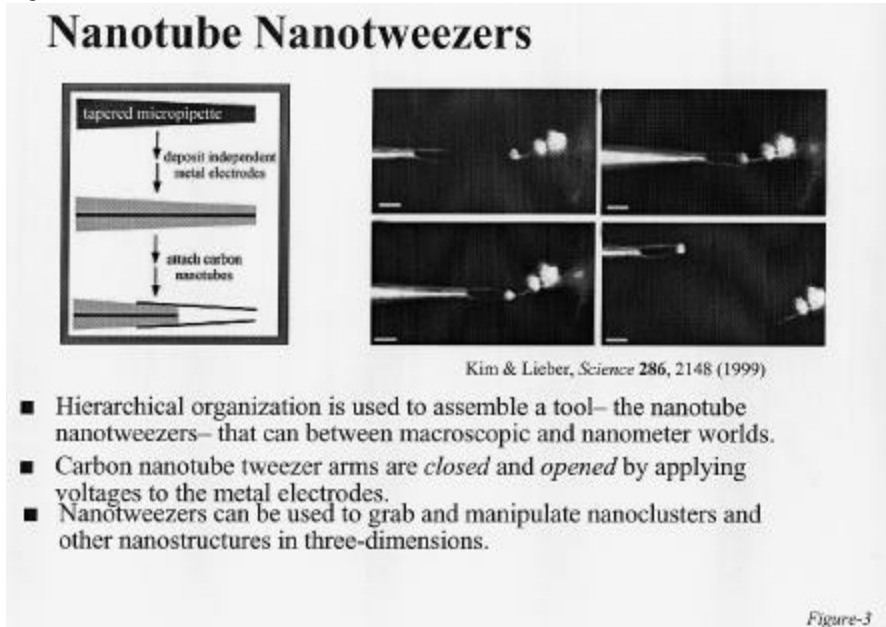 Nanotube Nanotweezers
tapered micropipette
deposit independent
metal electrodes
attach carbon
nanotubes
Kim & Lieber, Science 286, 2148 (1999)
■ Hierarchical organization is used to assemble a tool– the nanotube
nanotweezers– that can between macroscopic and nanometer worlds.
■ Carbon nanotube tweezer arms are closed and opened by applying
voltages to the metal electrodes.
■ Nanotweezers can be used to grab and manipulate nanoclusters and
other nanostructures in three-dimensions.
Figure-3